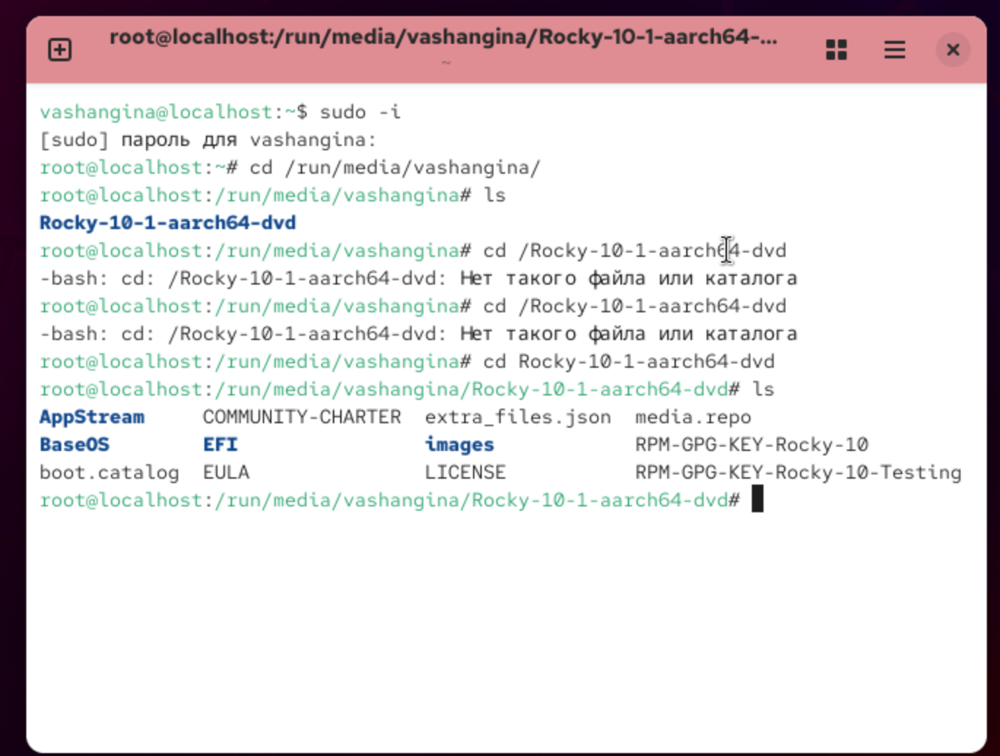 root@localhost:/run/media/vashangina/Rocky-10-1-aarch64-...
~
vashangina@localhost:~$ sudo -i
[sudo] пароль для vashangina:
root@localhost:~# cd /run/media/vashangina/
root@localhost:/run/media/vashangina# ls
Rocky-10-1-aarch64-dvd
root@localhost:/run/media/vashangina# cd /Rocky-10-1-aarch64-dvd
-bash: cd: /Rocky-10-1-aarch64-dvd: Нет такого файла или каталога
root@localhost:/run/media/vashangina# cd /Rocky-10-1-aarch64-dvd
-bash: cd: /Rocky-10-1-aarch64-dvd: Нет такого файла или каталога
root@localhost:/run/media/vashangina# cd Rocky-10-1-aarch64-dvd
root@localhost:/run/media/vashangina/Rocky-10-1-aarch64-dvd# ls
AppStream COMMUNITY-CHARTER extra_files.json media.repo
BaseOS EFI images RPM-GPG-KEY-Rocky-10
boot.catalog EULA LICENSE RPM-GPG-KEY-Rocky-10-Testing
root@localhost:/run/media/vashangina/Rocky-10-1-aarch64-dvd#